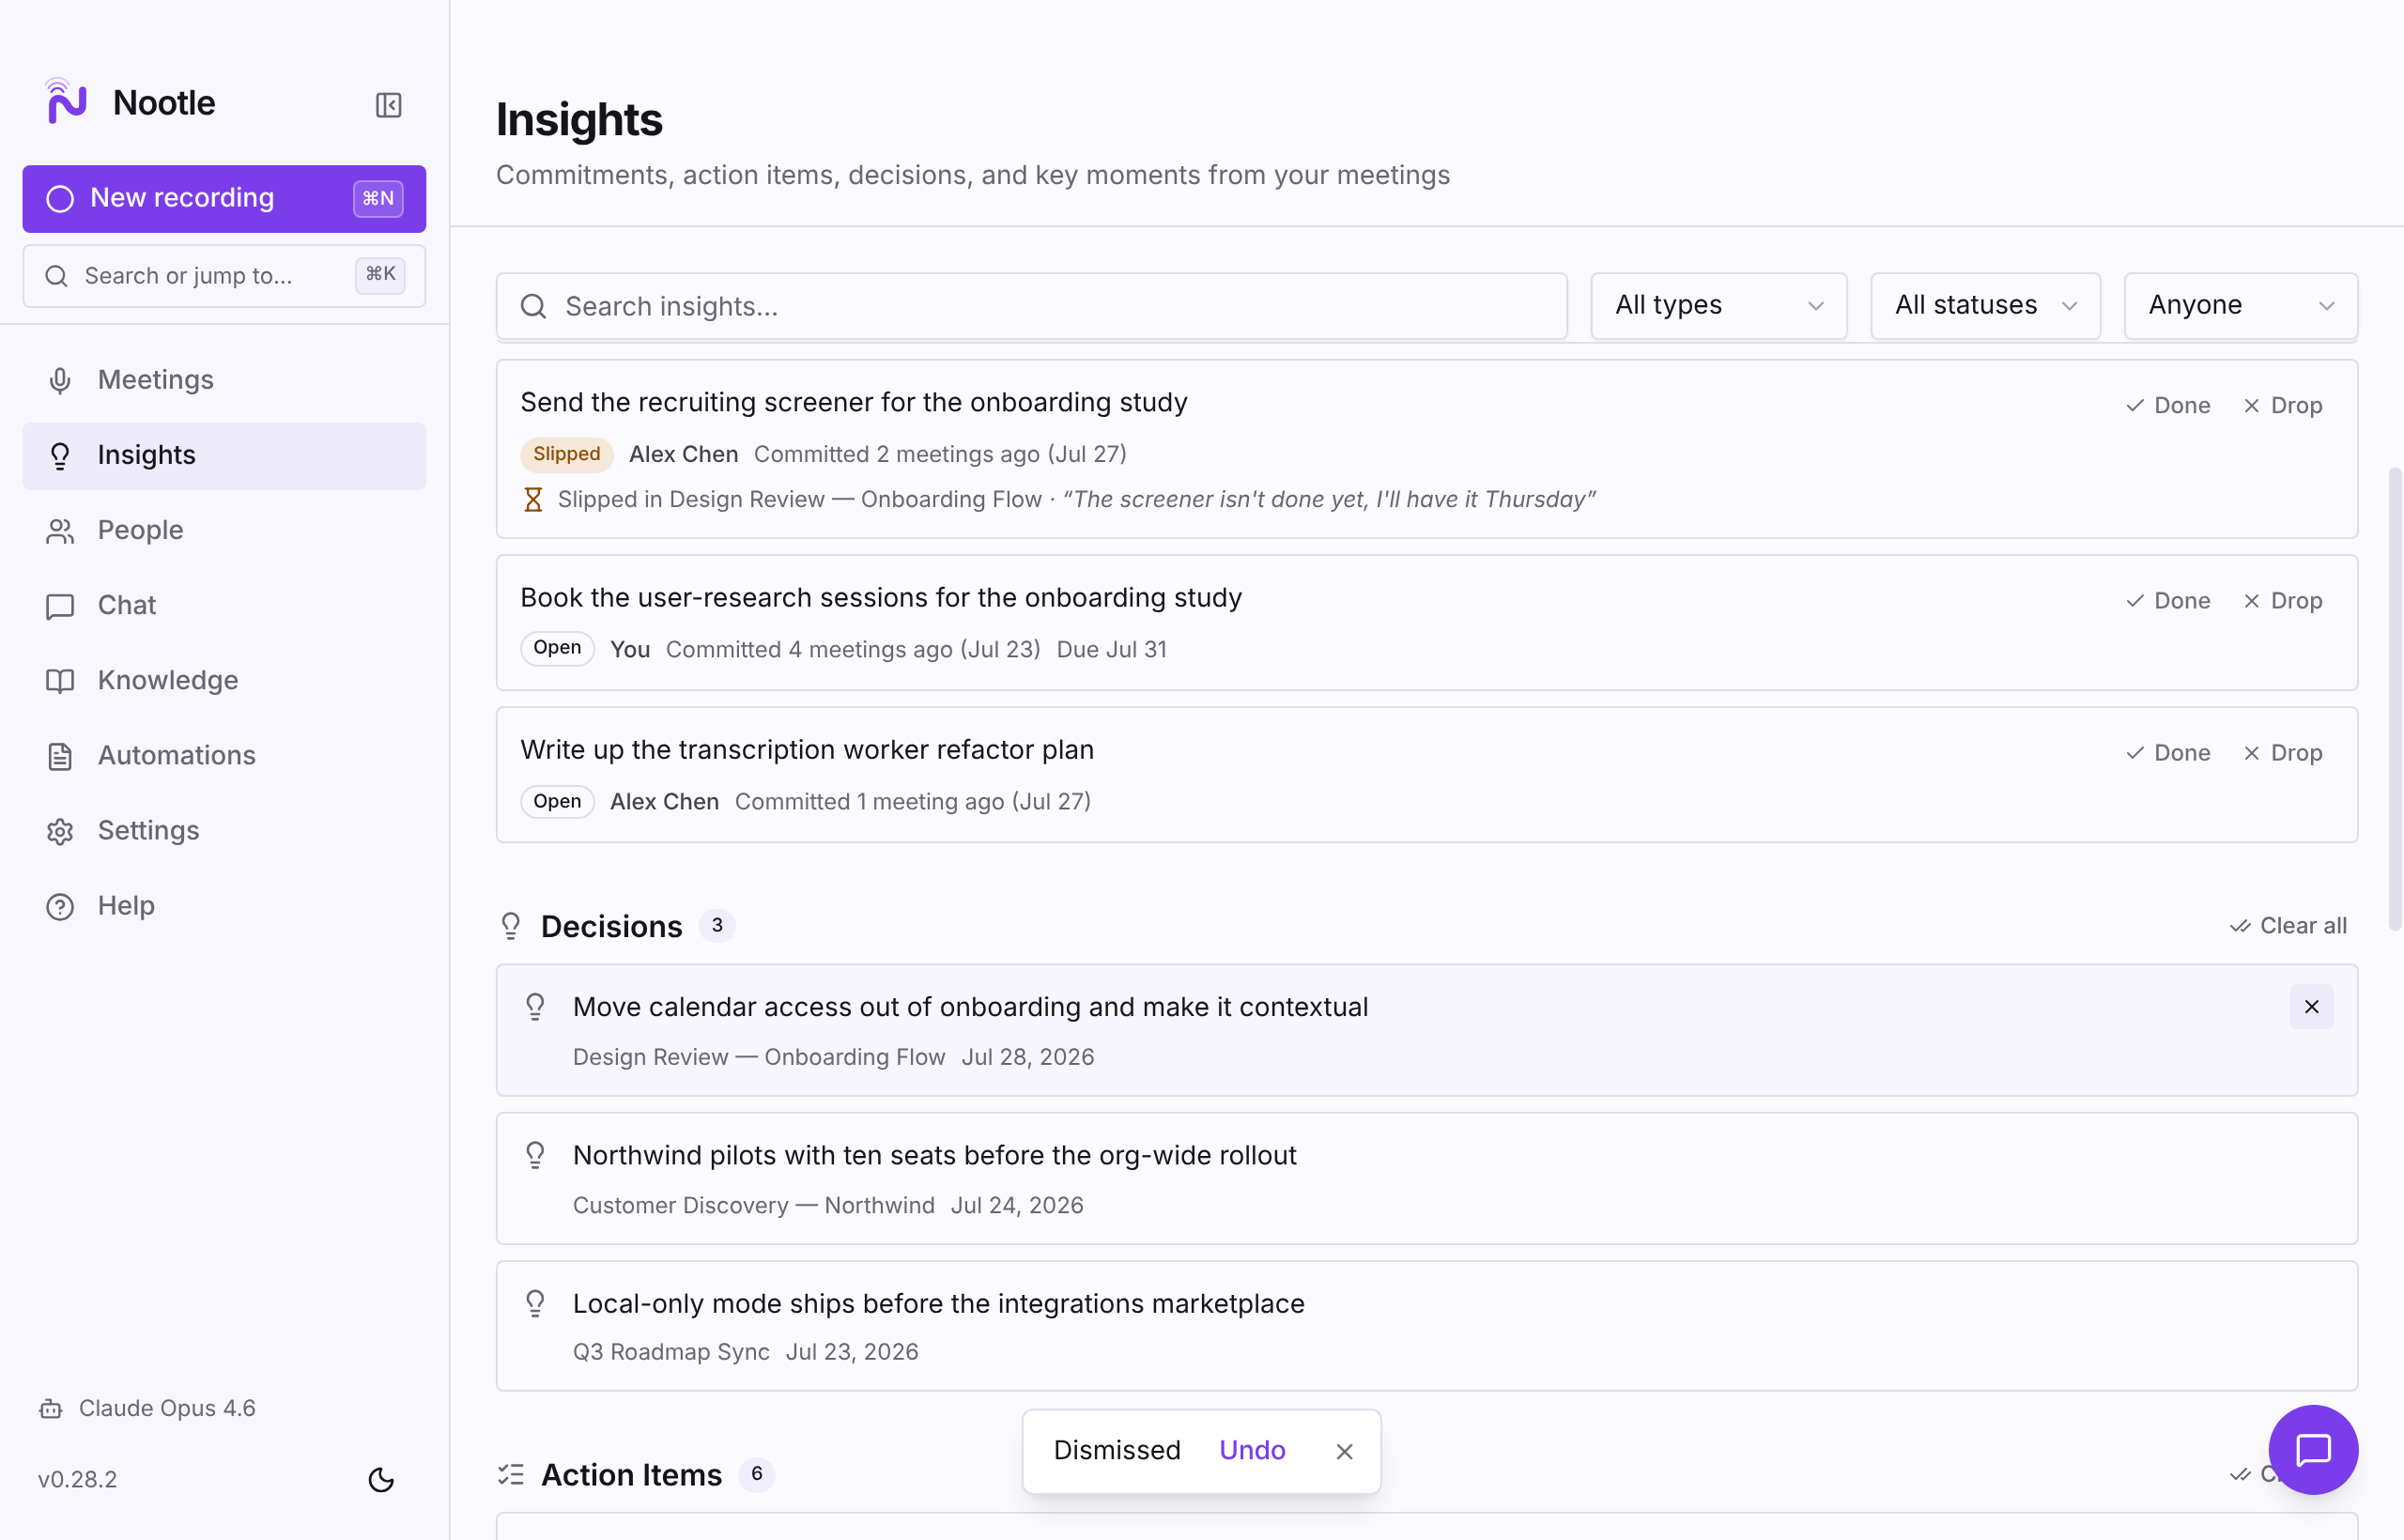 Nootle
New recording ⌘N
Search or jump to... ⌘K
Meetings
Insights
People
Chat
Knowledge
Automations
Settings
Help
Claude Opus 4.6
v0.28.2
Insights
Commitments, action items, decisions, and key moments from your meetings
Search insights... All types All statuses Anyone
Send the recruiting screener for the onboarding study Done Drop
Slipped Alex Chen Committed 2 meetings ago (Jul 27)
Slipped in Design Review — Onboarding Flow · “The screener isn't done yet, I'll have it Thursday”
Book the user-research sessions for the onboarding study Done Drop
Open You Committed 4 meetings ago (Jul 23) Due Jul 31
Write up the transcription worker refactor plan Done Drop
Open Alex Chen Committed 1 meeting ago (Jul 27)
Decisions 3 Clear all
Move calendar access out of onboarding and make it contextual
Design Review — Onboarding Flow Jul 28, 2026
Northwind pilots with ten seats before the org-wide rollout
Customer Discovery — Northwind Jul 24, 2026
Local-only mode ships before the integrations marketplace
Q3 Roadmap Sync Jul 23, 2026
Dismissed Undo
Action Items 6